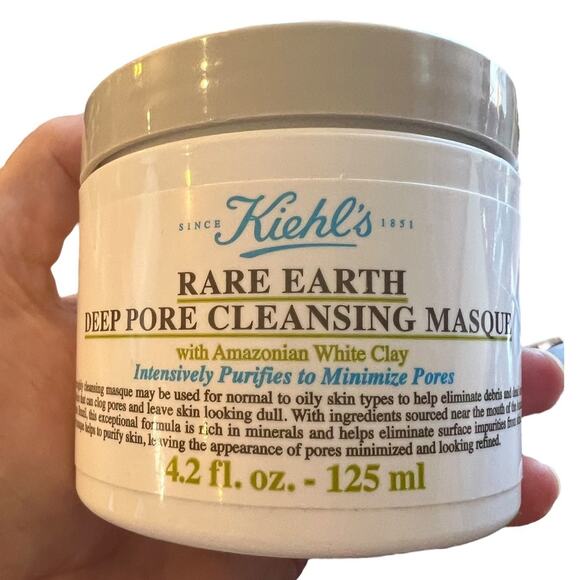 SINCE Kiehl's 1851
RARE EARTH
DEEP PORE CLEANSING MASQUE
with Amazonian White Clay
Intensively Purifies to Minimize Pores
cleansing masque may be used for normal to oily skin types to help eliminate debris and
that can clog pores and leave skin looking dull. With ingredients sourced near the mouth of the
this exceptional formula is rich in minerals and helps eliminate surface impurities from
helps to purify skin, leaving the appearance of pores minimized and looking refined.
4.2 fl. oz. - 125 ml